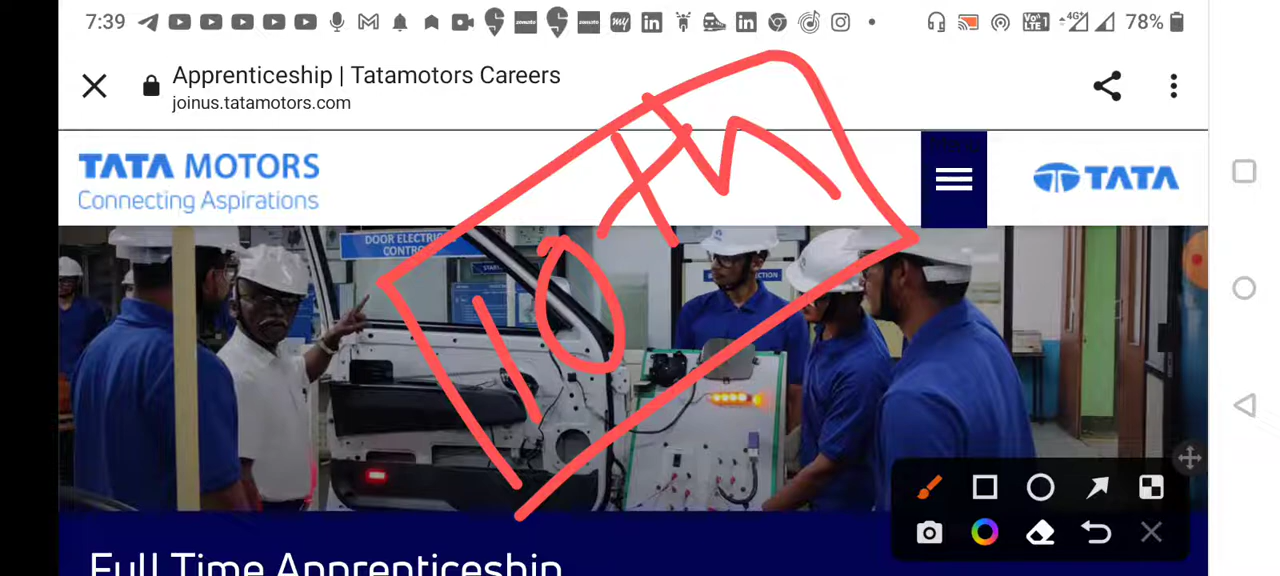 7:39
78%
Apprenticeship | Tatamotors Careers
joinus.tatamotors.com
TATA MOTORS
Connecting Aspirations
TATA
DOOR ELECTRIC
CONTRO
10th
Full Time Apprenticeship